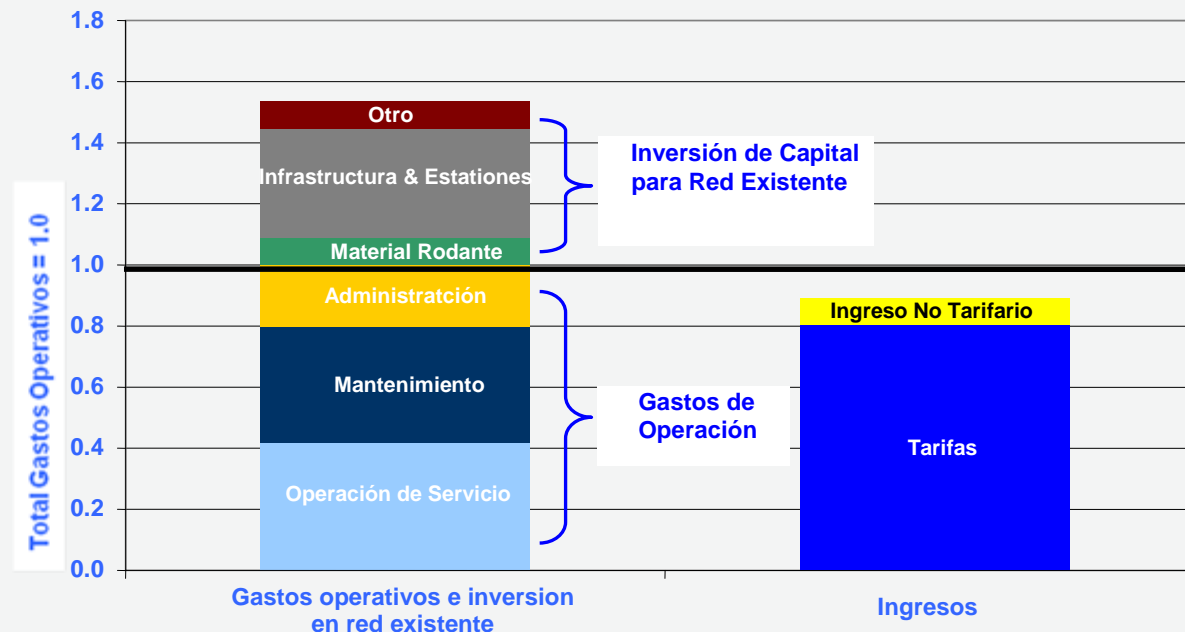 Total Gastos Operativos = 1.0
1.8
1.6
1.4
1.2
1.0
0.8
0.6
0.4
0.2
0.0
Otro
Infrastructura & Estationes
Material Rodante
Administratción
Mantenimiento
Operación de Servicio
Inversión de Capital
para Red Existente
Gastos de
Operación
Ingreso No Tarifario
Tarifas
Gastos operativos e inversion
en red existente
Ingresos